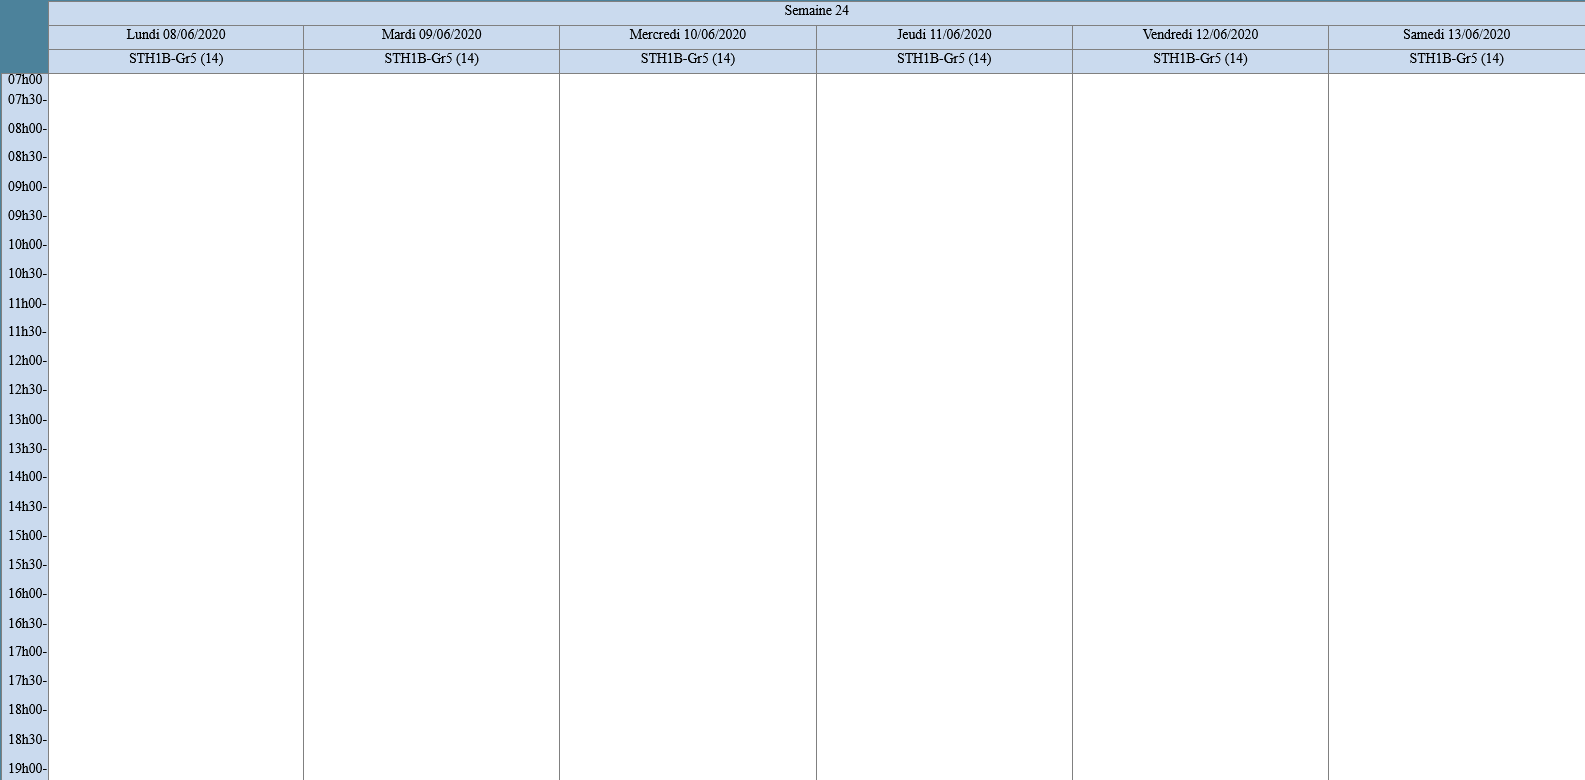 Semaine 24
Lundi 08/06/2020 Mardi 09/06/2020 Mercredi 10/06/2020 Jeudi 11/06/2020 Vendredi 12/06/2020 Samedi 13/06/2020
STH1B-Gr5 (14) STH1B-Gr5 (14) STH1B-Gr5 (14) STH1B-Gr5 (14) STH1B-Gr5 (14) STH1B-Gr5 (14)
07h00
07h30-
08h00-
08h30-
09h00-
09h30-
10h00-
10h30-
11h00-
11h30-
12h00-
12h30-
13h00-
13h30-
14h00-
14h30-
15h00-
15h30-
16h00-
16h30-
17h00-
17h30-
18h00-
18h30-
19h00-